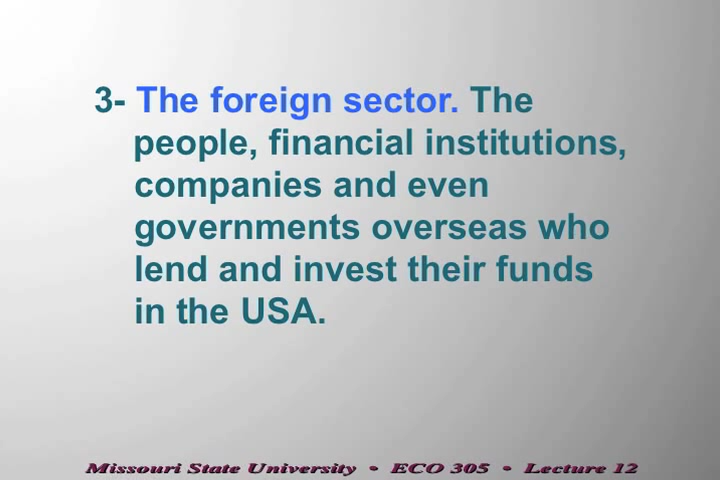 3- The foreign sector. The
people, financial institutions,
companies and even
governments overseas who
lend and invest their funds
in the USA.
Missouri State University • ECO 305 • Lecture 12